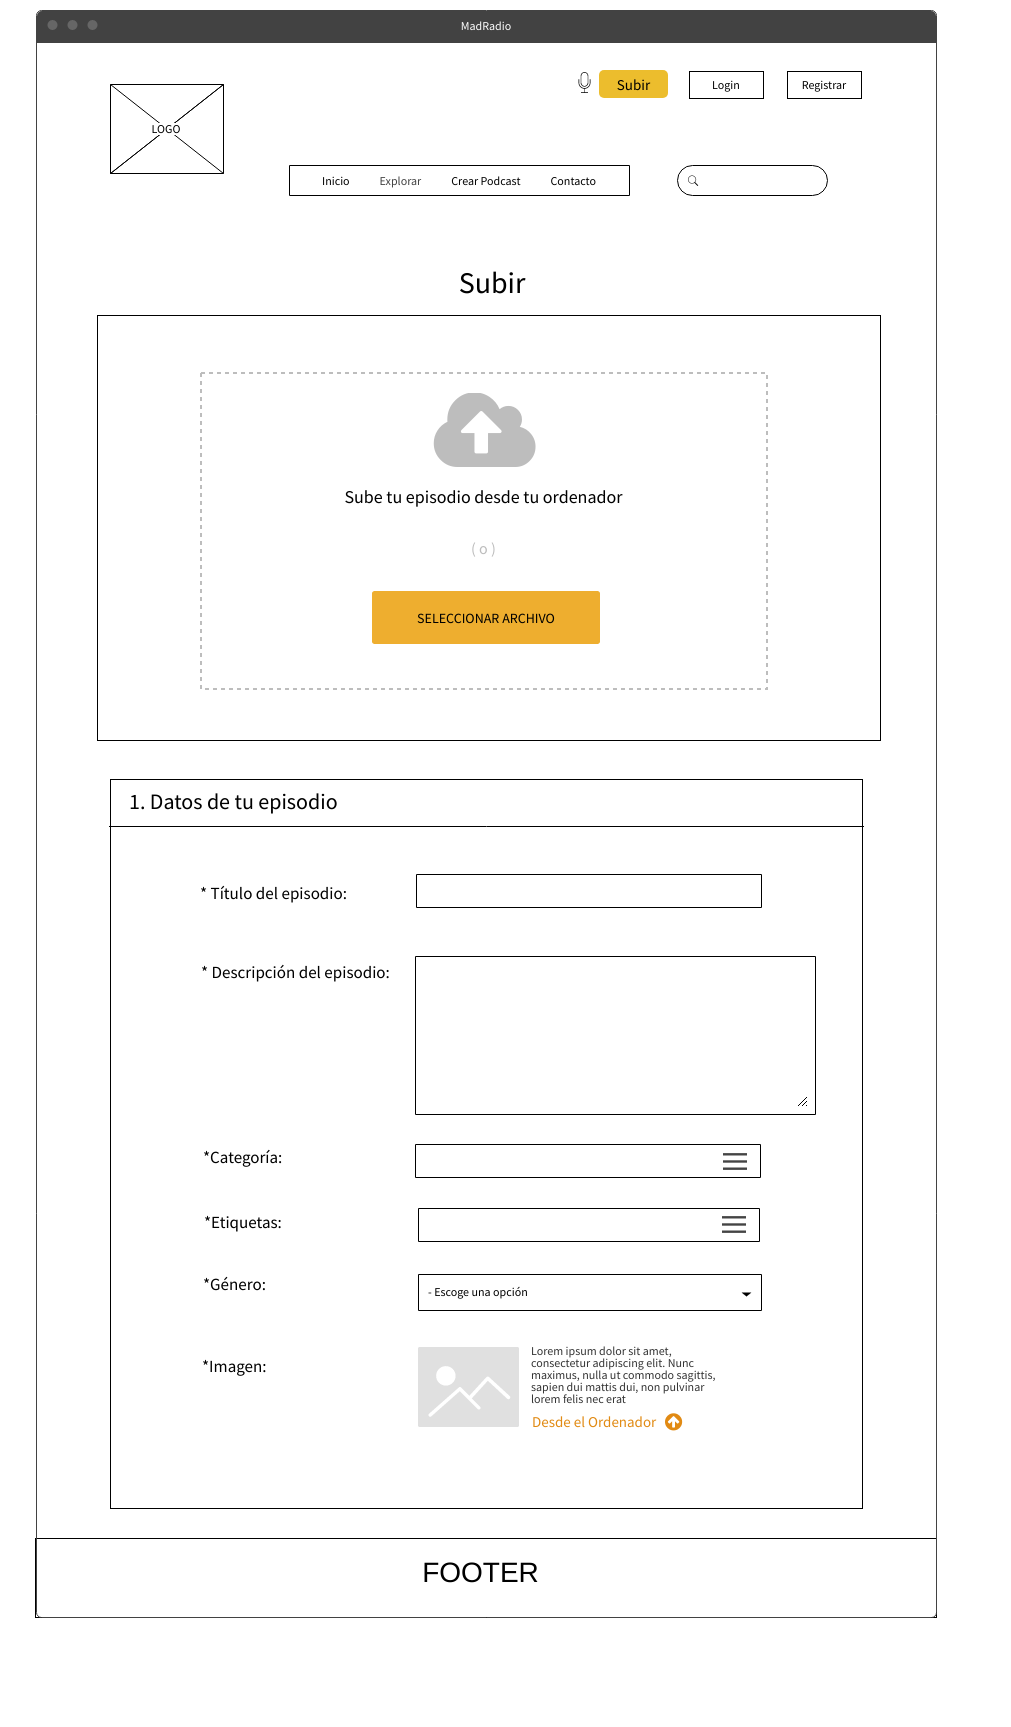 MadRadio
Subir
Login
Registrar
LOGO
Inicio
Explorar
Crear Podcast
Contacto
Subir
Sube tu episodio desde tu ordenador
( o )
SELECCIONAR ARCHIVO
1. Datos de tu episodio
* Título del episodio:
* Descripción del episodio:
*Categoría:
*Etiquetas:
*Género:
- Escoge una opción
*Imagen:
Lorem ipsum dolor sit amet,
consectetur adipiscing elit. Nunc
maximus, nulla ut commodo sagittis,
sapien dui mattis dui, non pulvinar
lorem felis nec erat
Desde el Ordenador
FOOTER